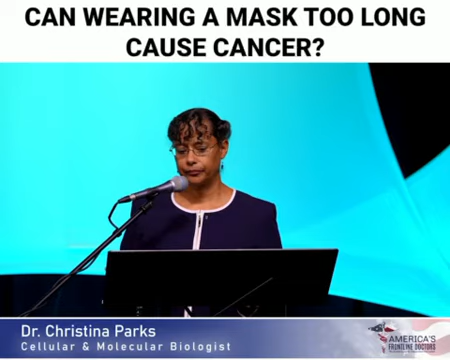 CAN WEARING A MASK TOO LONG
CAUSE CANCER?
Dr. Christina Parks
Cellular & Molecular Biologist
AMERICA'S
FRONTLINE DOCTORS